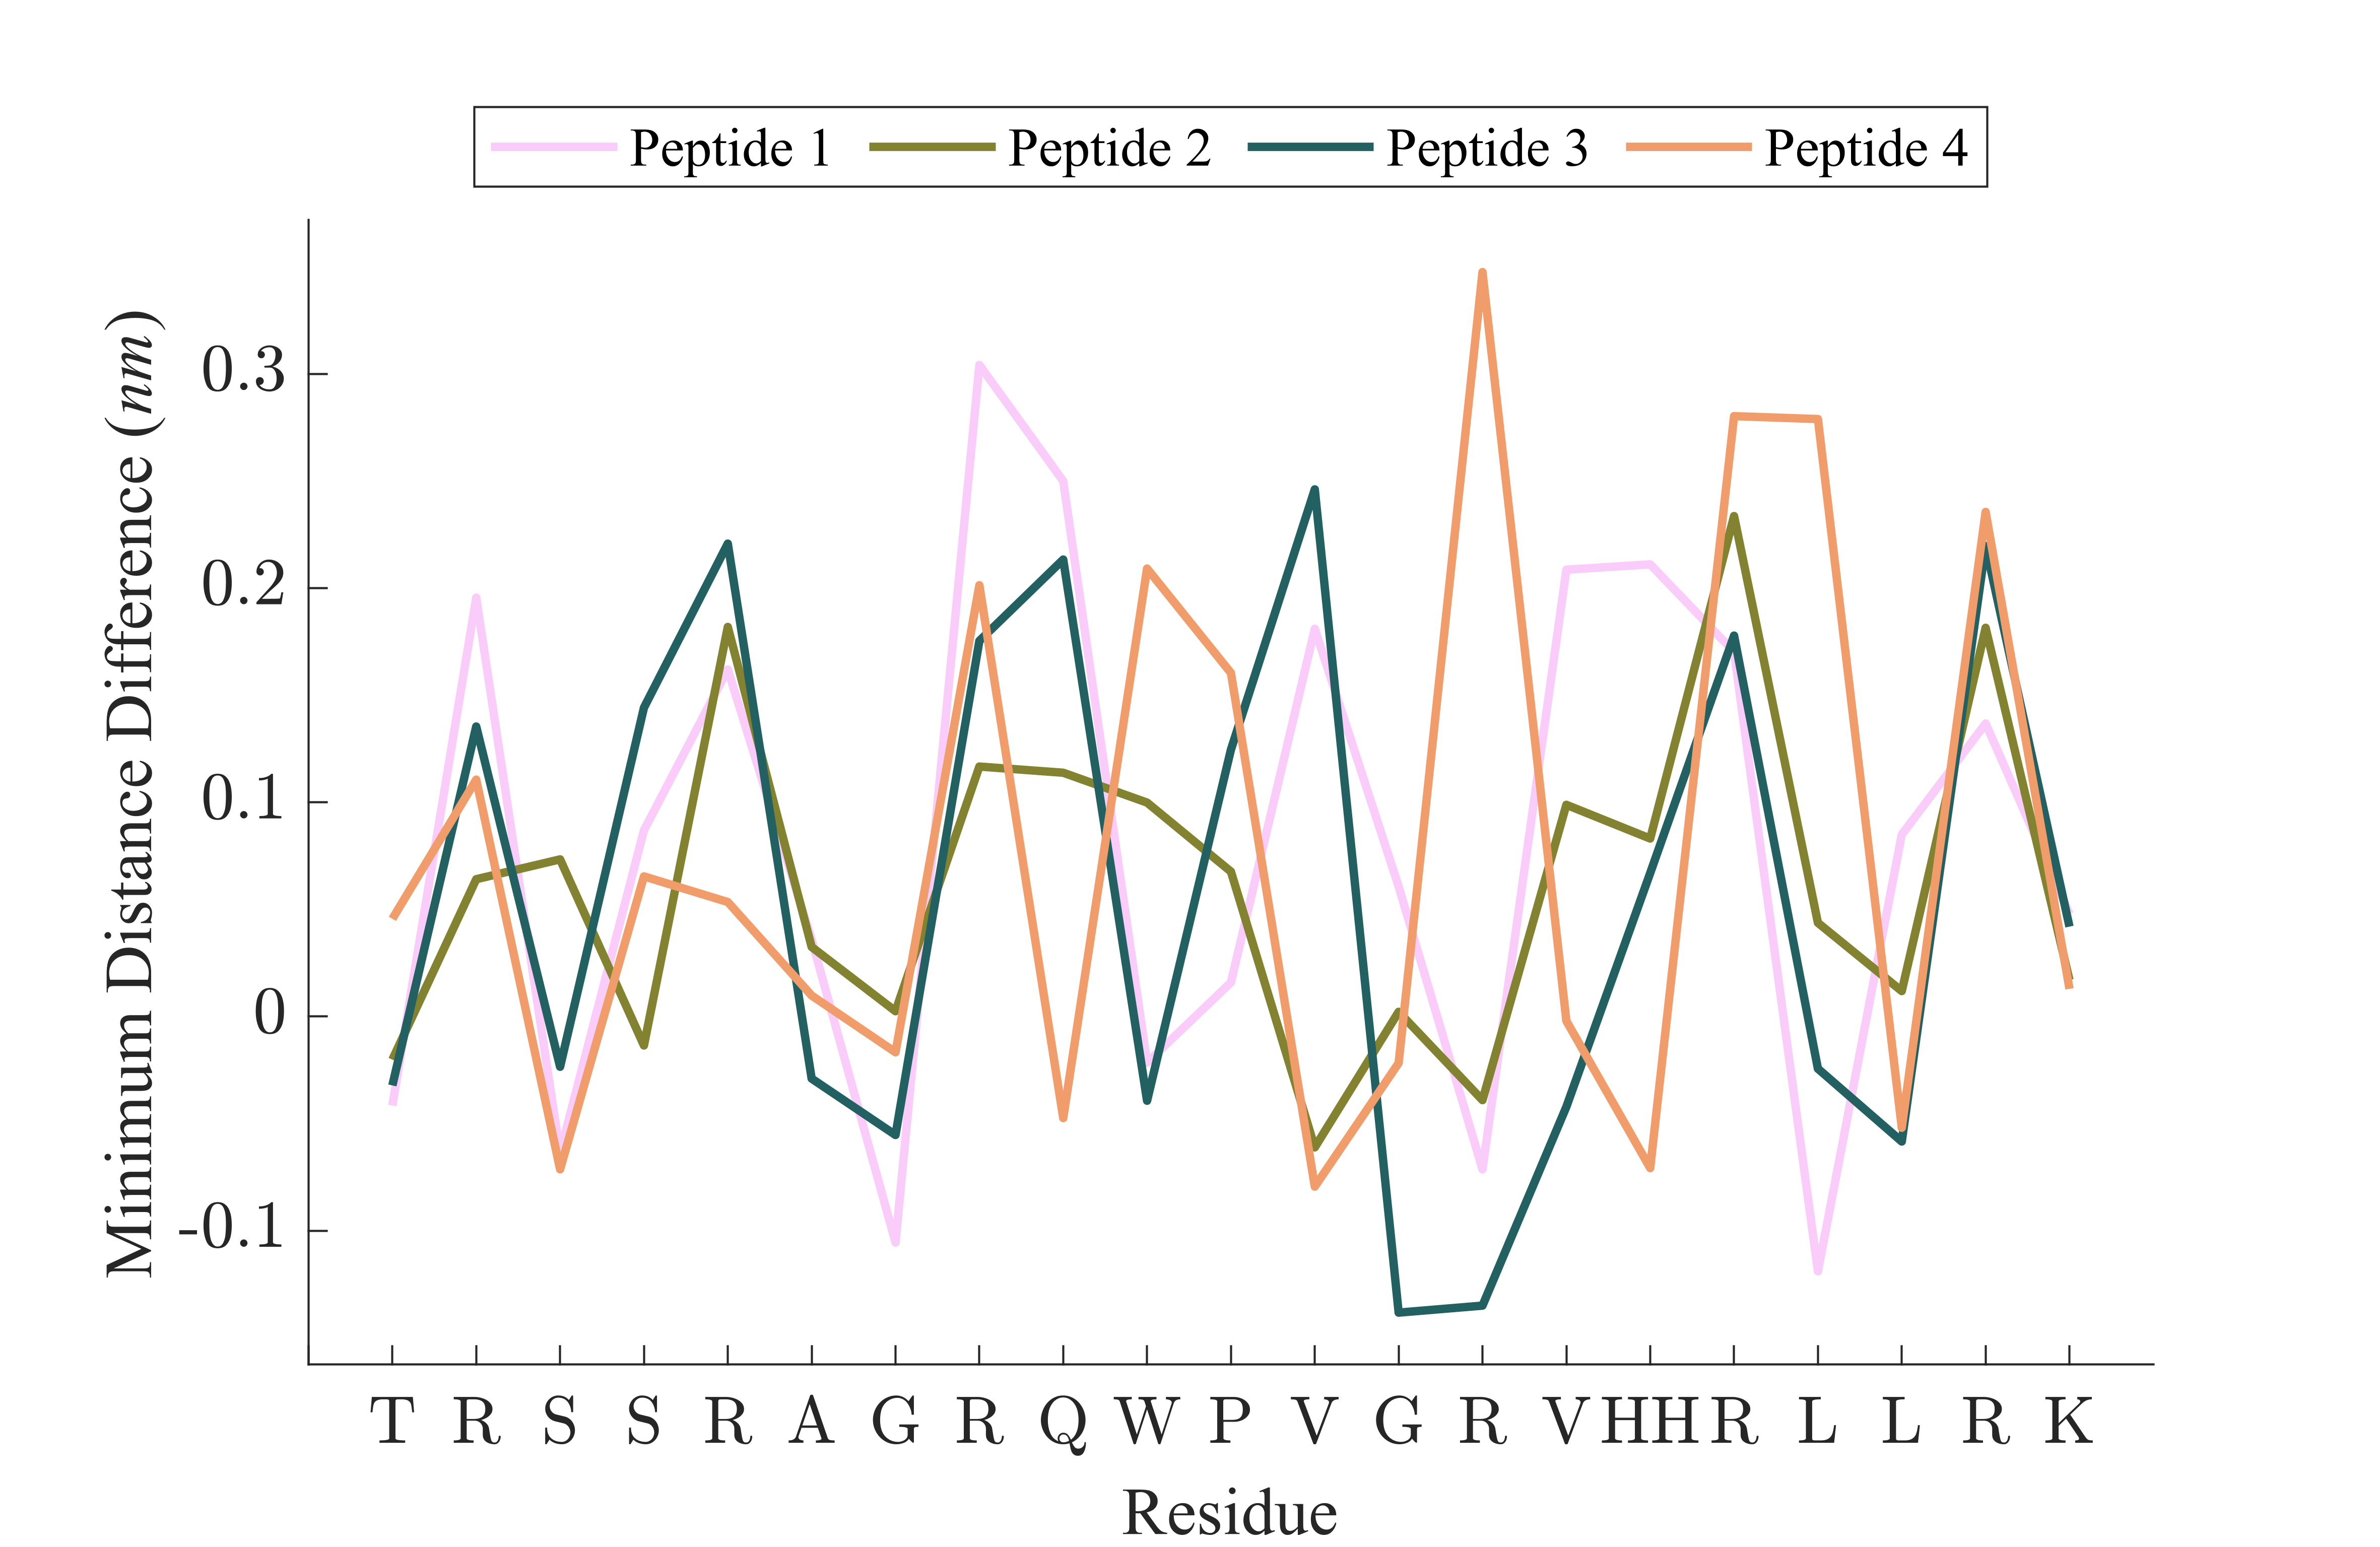 Peptide 1 Peptide 2 Peptide 3 Peptide 4
Minimum Distance Difference (nm)
0.3
0.2
0.1
0
-0.1
T R S S R A G R Q W P V G R V HH R L L R K
Residue